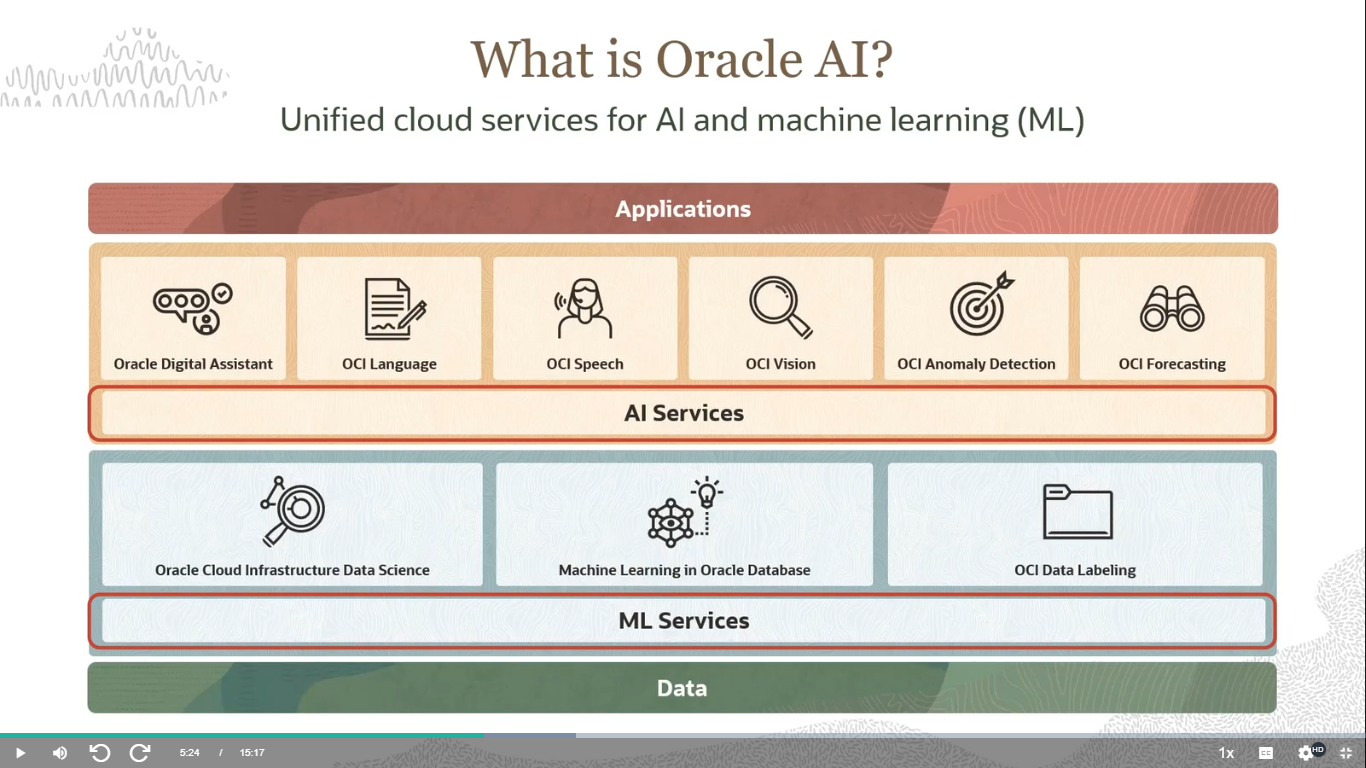 What is Oracle AI?
Unified cloud services for AI and machine learning (ML)
Applications
Oracle Digital Assistant
OCI Language
OCI Speech
OCI Vision
OCI Anomaly Detection
OCI Forecasting
AI Services
Oracle Cloud Infrastructure Data Science
Machine Learning in Oracle Database
OCI Data Labeling
ML Services
Data
5:24 / 15:17
1x
CC
HD